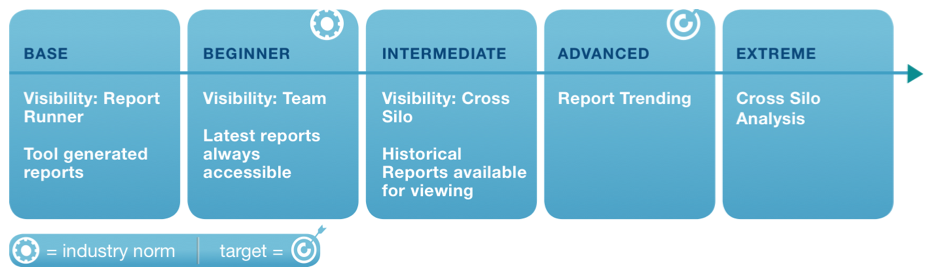 BASE
Visibility: Report
Runner
Tool generated
reports
BEGINNER
Visibility: Team
Latest reports
always
accessible
INTERMEDIATE
Visibility: Cross
Silo
Historical
Reports available
for viewing
ADVANCED
Report Trending
EXTREME
Cross Silo
Analysis
= industry norm
target =